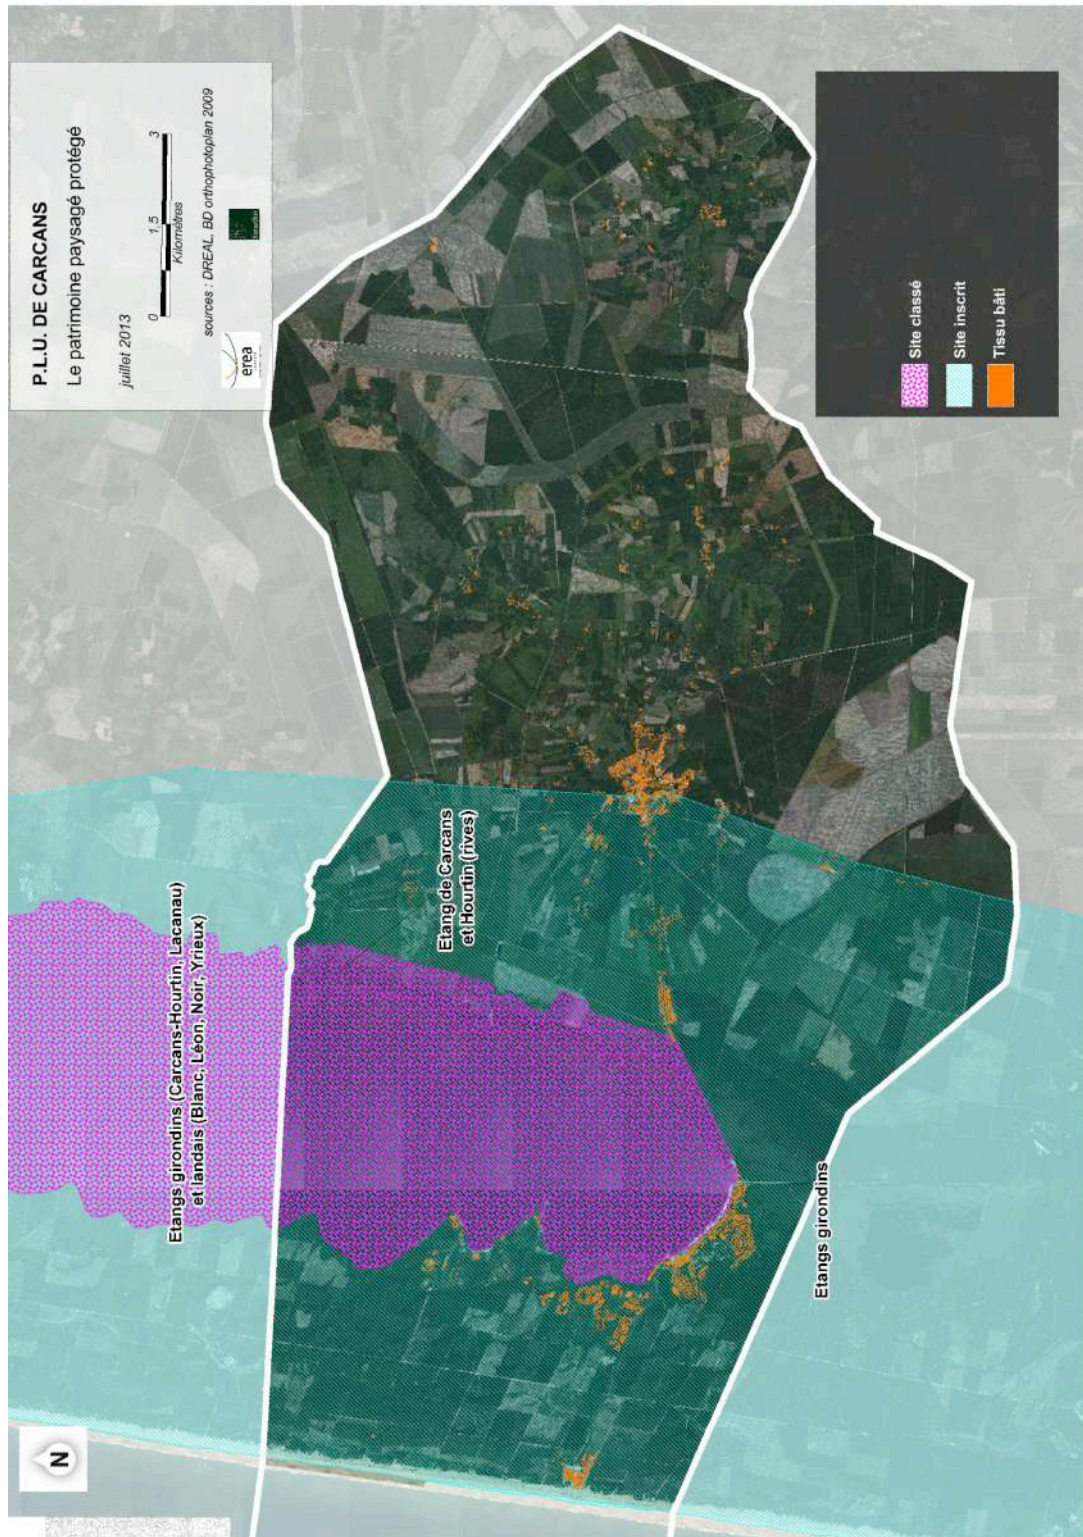 P.L.U. DE CARCANS
Le patrimoine paysagé protégé
juillet 2013
0 1,5 3
Kilomètres
sources : DREAL, BD orthophotoplan 2009
erea
Etangs girondins (Carcans-Hourtin, Lacanau)
et landais (Blanc, Léon, Noir, Yrieux)
Etang de Carcans
et Hourtin (rives)
Etangs girondins
Site classé
Site inscrit
Tissu bâti
N